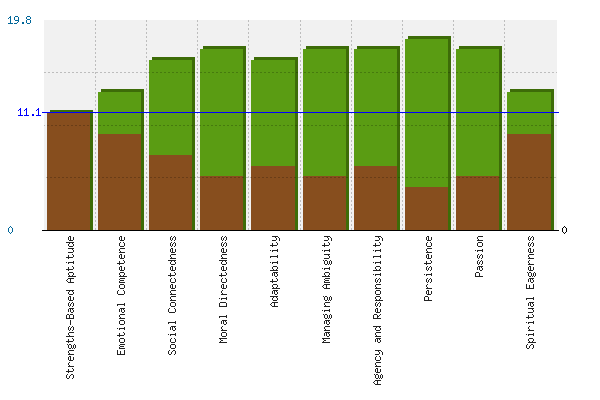 19.8
11.1
0
0
Strengths-Based Aptitude
Emotional Competence
Social Connectedness
Moral Directedness
Adaptability
Managing Ambiguity
Agency and Responsibility
Persistence
Passion
Spiritual Eagerness